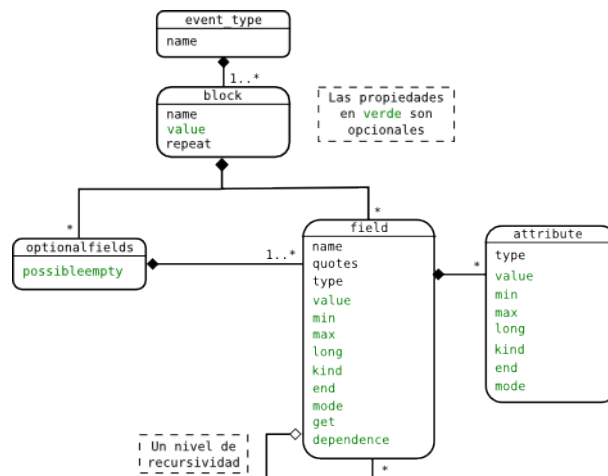 event_type
name
1..*
block
name
value
repeat
Las propiedades
en verde son
opcionales
*
*
optionalfields
possibleempty
1..*
field
name
quotes
type
value
min
max
long
kind
end
mode
get
dependence
*
attribute
type
value
min
max
long
kind
end
mode
Un nivel de
recursividad
*